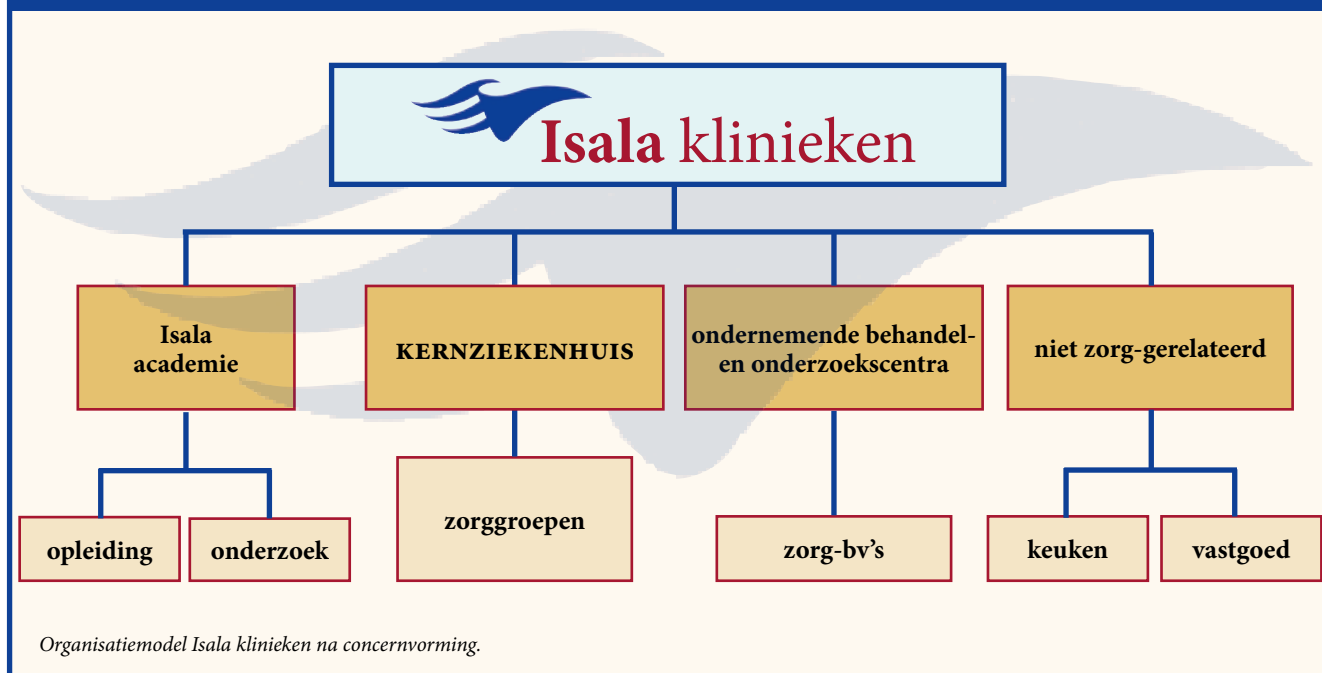 Isala klinieken
Isala
academie
KERNZIEKENHUIS
ondernemende behandel-
en onderzoekscentra
niet zorg-gerelateerd
opleiding
onderzoek
zorggroepen
zorg-bv’s
keuken
vastgoed
Organisatiemodel Isala klinieken na concernvorming.